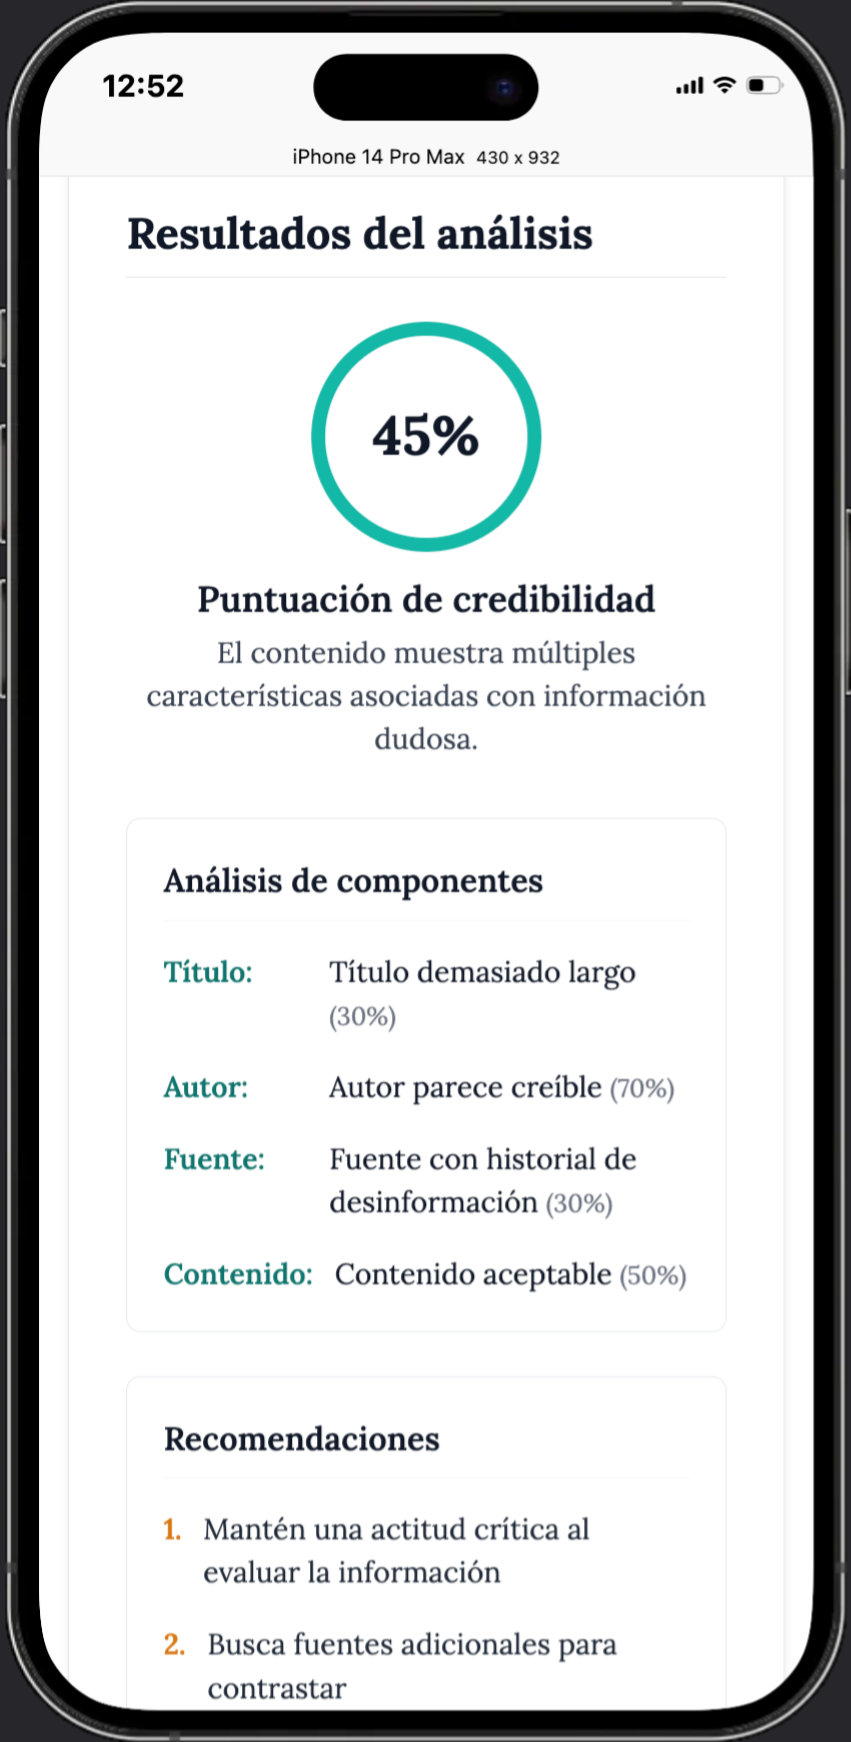 12:52
iPhone 14 Pro Max 430 x 932
Resultados del análisis
45%
Puntuación de credibilidad
El contenido muestra múltiples
características asociadas con información
dudosa.
Análisis de componentes
Título: Título demasiado largo
(30%)
Autor: Autor parece creíble (70%)
Fuente: Fuente con historial de
desinformación (30%)
Contenido: Contenido aceptable (50%)
Recomendaciones
1. Mantén una actitud crítica al
evaluar la información
2. Busca fuentes adicionales para
contrastar